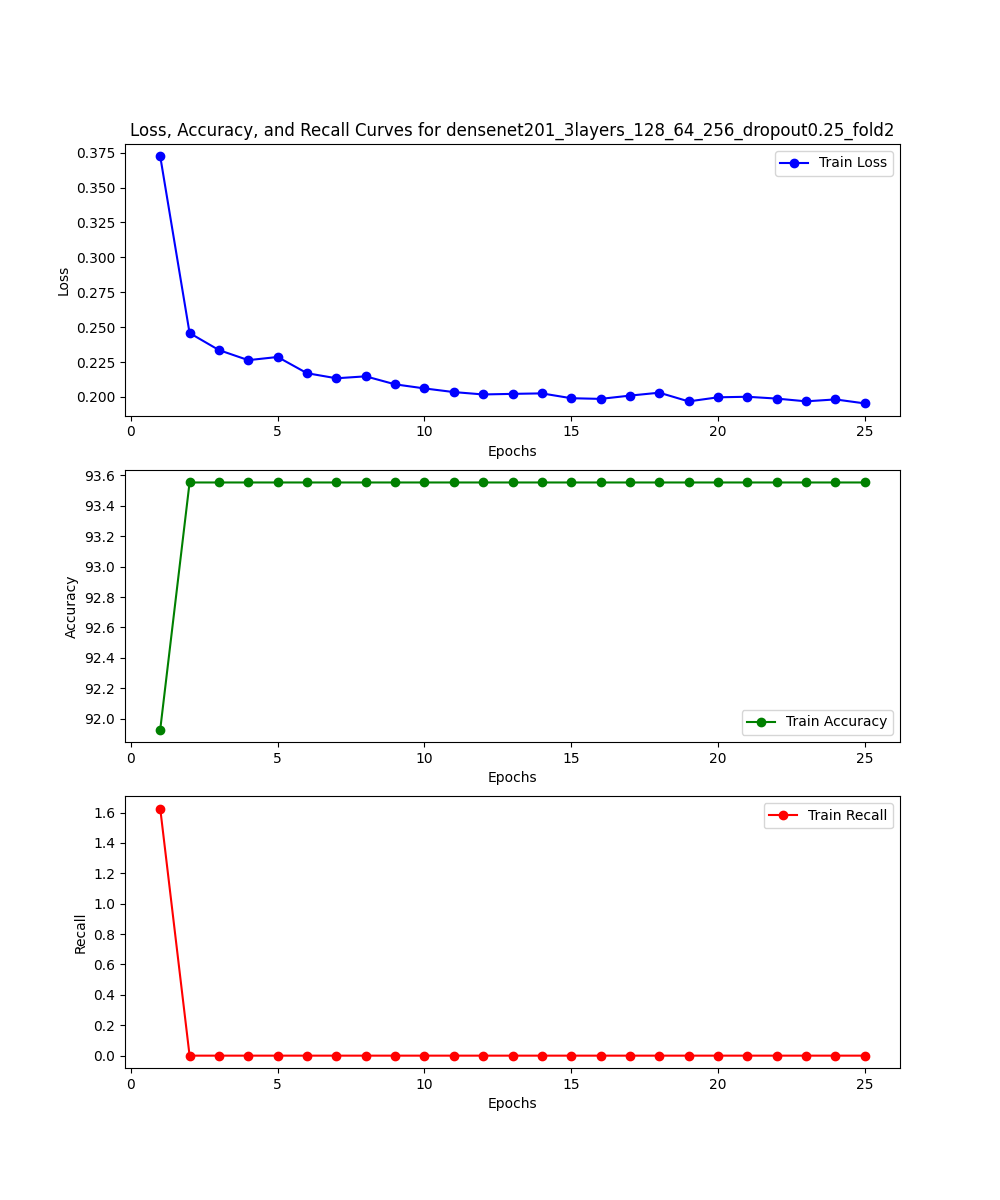 Loss, Accuracy, and Recall Curves for densenet201_3layers_128_64_256_dropout0.25_fold2
0.375
0.350
0.325
0.300
0.275
0.250
0.225
0.200
Loss
Train Loss
0 5 10 15 20 25
Epochs
93.6
93.4
93.2
93.0
92.8
92.6
92.4
92.2
92.0
Accuracy
Train Accuracy
0 5 10 15 20 25
Epochs
1.6
1.4
1.2
1.0
0.8
0.6
0.4
0.2
0.0
Recall
Train Recall
0 5 10 15 20 25
Epochs